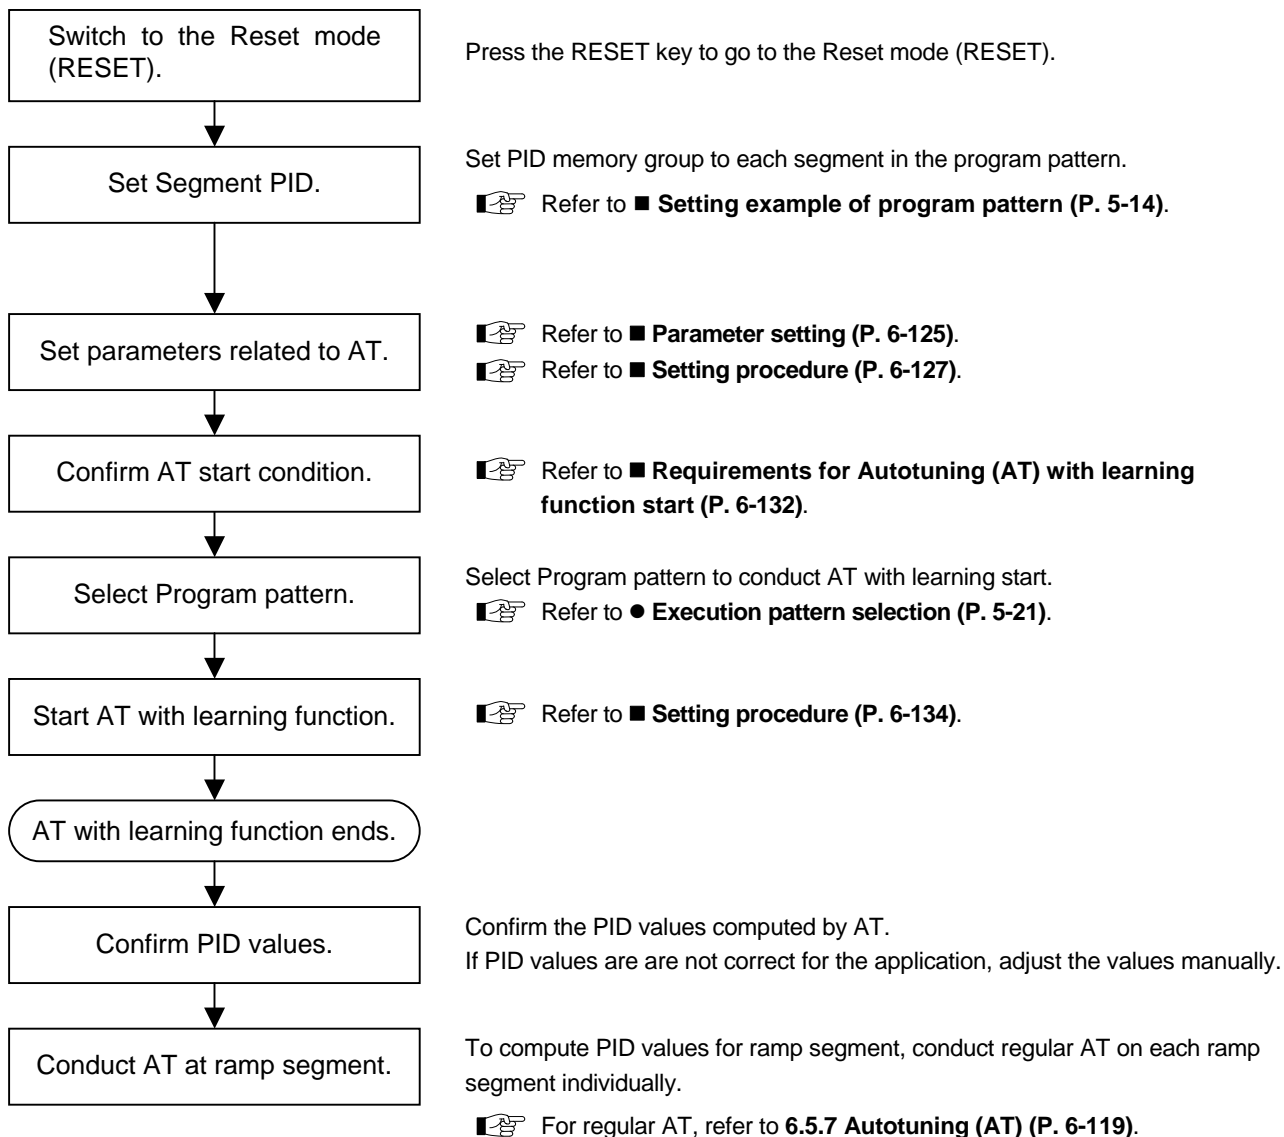 Switch to the Reset mode
(RESET).
Press the RESET key to go to the Reset mode (RESET).
Set Segment PID.
Set PID memory group to each segment in the program pattern.
Refer to ■ Setting example of program pattern (P. 5-14).
Set parameters related to AT.
Refer to ■ Parameter setting (P. 6-125).
Refer to ■ Setting procedure (P. 6-127).
Confirm AT start condition.
Refer to ■ Requirements for Autotuning (AT) with learning
function start (P. 6-132).
Select Program pattern.
Select Program pattern to conduct AT with learning start.
Refer to ● Execution pattern selection (P. 5-21).
Start AT with learning function.
Refer to ■ Setting procedure (P. 6-134).
AT with learning function ends.
Confirm PID values.
Confirm the PID values computed by AT.
If PID values are are not correct for the application, adjust the values manually.
Conduct AT at ramp segment.
To compute PID values for ramp segment, conduct regular AT on each ramp
segment individually.
For regular AT, refer to 6.5.7 Autotuning (AT) (P. 6-119).